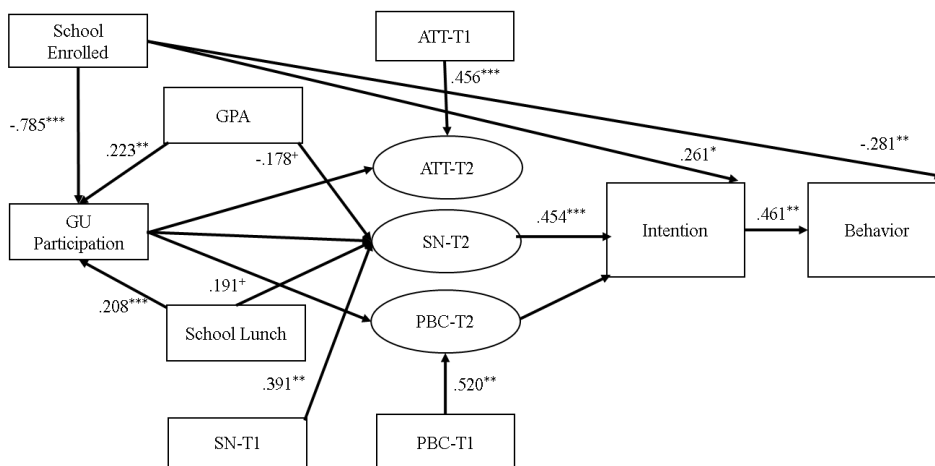 School
Enrolled
ATT-T1
.456***
-.785***
GPA
.223**
-.178+
.261*
-.281**
ATT-T2
GU
Participation
SN-T2
.454***
Intention
.461**
Behavior
.191+
.208***
School Lunch
PBC-T2
.391**
.520**
SN-T1
PBC-T1